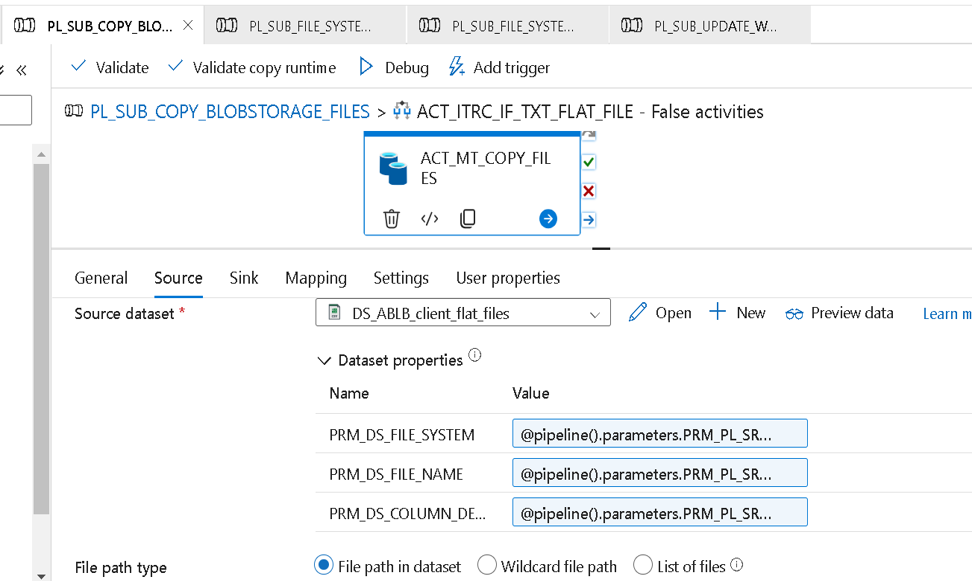 PL_SUB_COPY_BLO... PL_SUB_FILE_SYSTE... PL_SUB_FILE_SYSTE... PL_SUB_UPDATE_W...
Validate Validate copy runtime Debug Add trigger
PL_SUB_COPY_BLOBSTORAGE_FILES > ACT_ITRC_IF_TXT_FLAT_FILE - False activities
ACT_MT_COPY_FIL
ES
General Source Sink Mapping Settings User properties
Source dataset * DS_ABLB_client_flat_files Open New Preview data Learn m
Dataset properties
Name Value
PRM_DS_FILE_SYSTEM @pipeline().parameters.PRM_PL_SR...
PRM_DS_FILE_NAME @pipeline().parameters.PRM_PL_SR...
PRM_DS_COLUMN_DE... @pipeline().parameters.PRM_PL_SR...
File path type File path in dataset Wildcard file path List of files